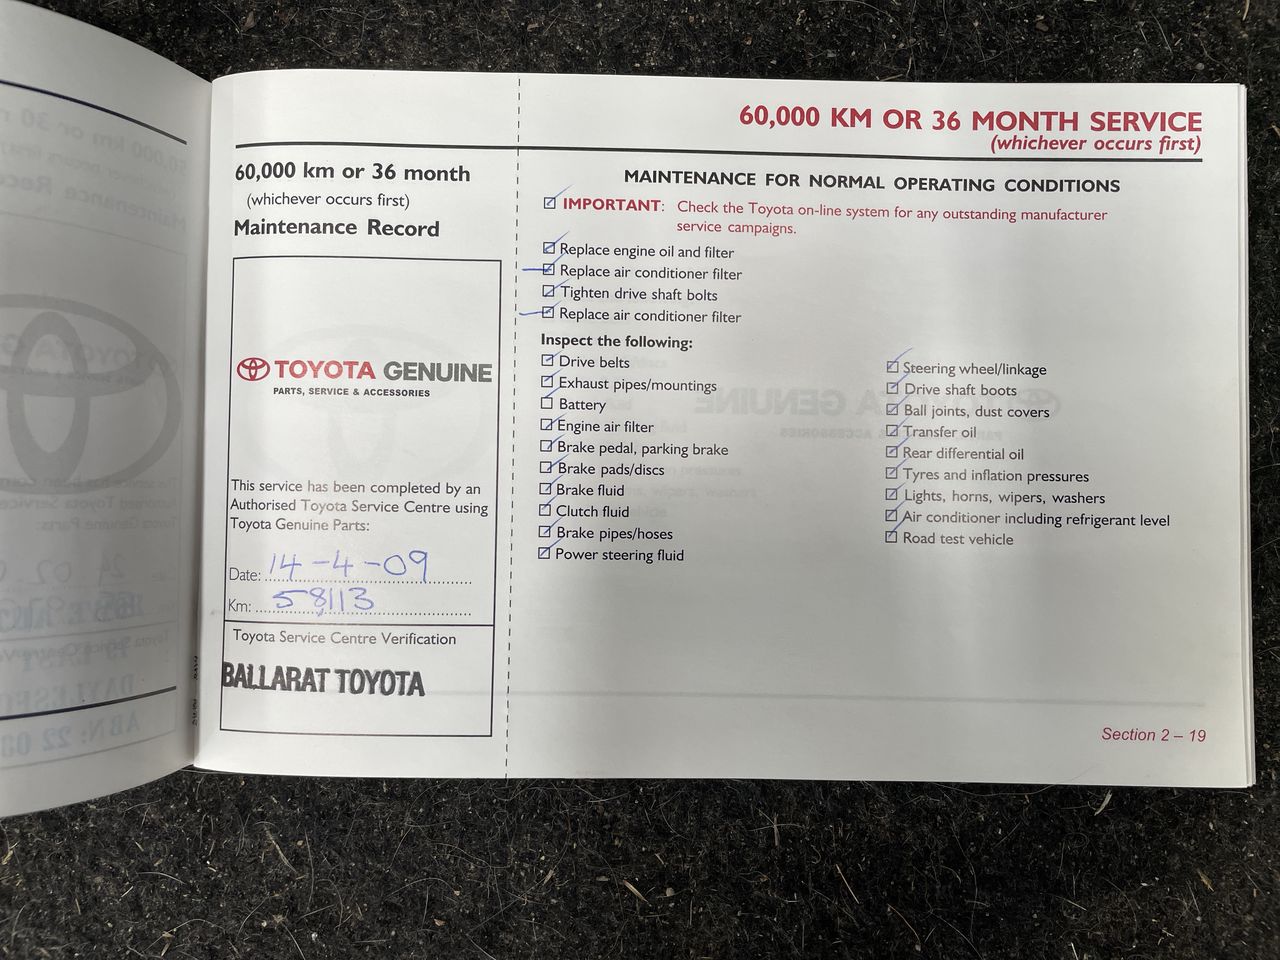 60,000 KM OR 36 MONTH SERVICE
(whichever occurs first)
60,000 km or 36 month
(whichever occurs first)
Maintenance Record
TOYOTA GENUINE
PARTS, SERVICE & ACCESSORIES
This service has been completed by an
Authorised Toyota Service Centre using
Toyota Genuine Parts:
Date: 14-4-09
Km: 58113
Toyota Service Centre Verification
BALLARAT TOYOTA
MAINTENANCE FOR NORMAL OPERATING CONDITIONS
IMPORTANT: Check the Toyota on-line system for any outstanding manufacturer
service campaigns.
Replace engine oil and filter
Replace air conditioner filter
Tighten drive shaft bolts
Replace air conditioner filter
Inspect the following:
Drive belts
Exhaust pipes/mountings
Battery
Engine air filter
Brake pedal, parking brake
Brake pads/discs
Brake fluid
Clutch fluid
Brake pipes/hoses
Power steering fluid
Steering wheel/linkage
Drive shaft boots
Ball joints, dust covers
Transfer oil
Rear differential oil
Tyres and inflation pressures
Lights, horns, wipers, washers
Air conditioner including refrigerant level
Road test vehicle
Section 2 – 19